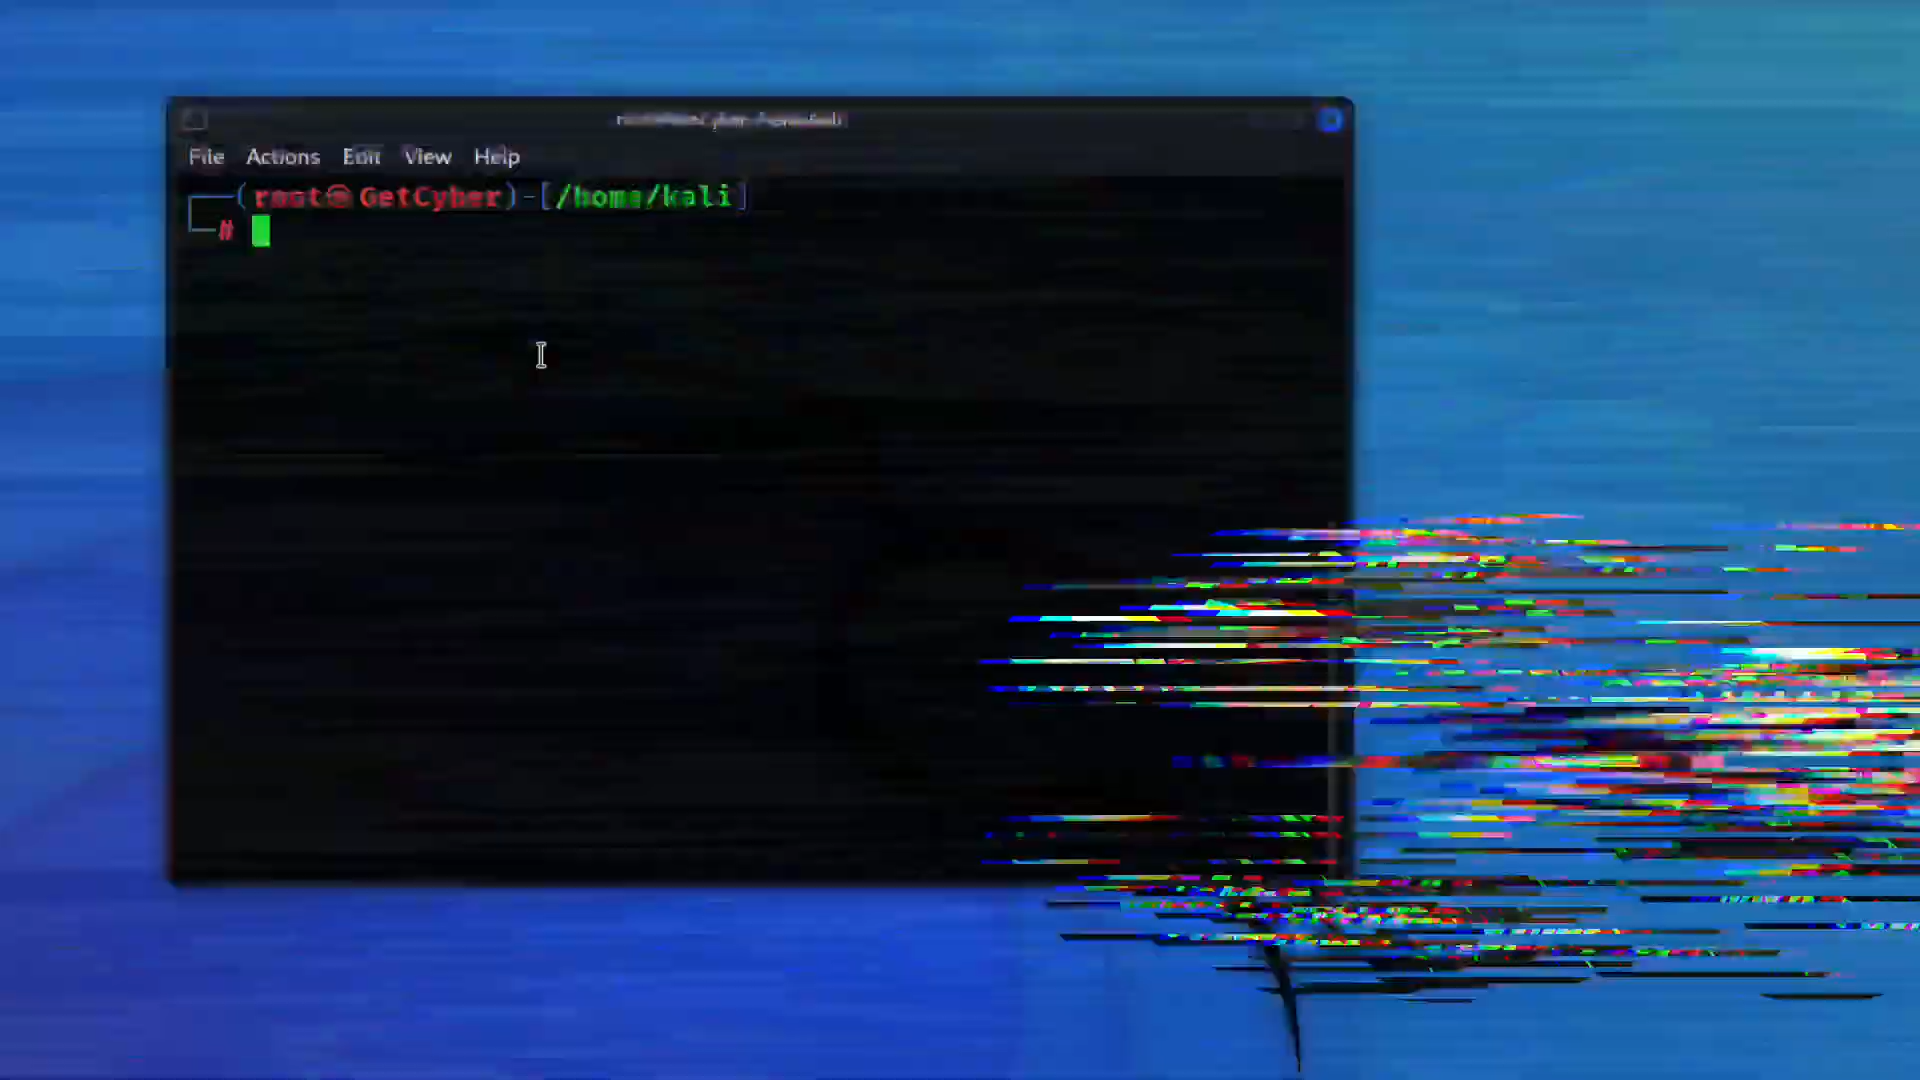 File Actions Edit View Help
┌──(root㉿GetCyber)-[/home/kali]
└─#